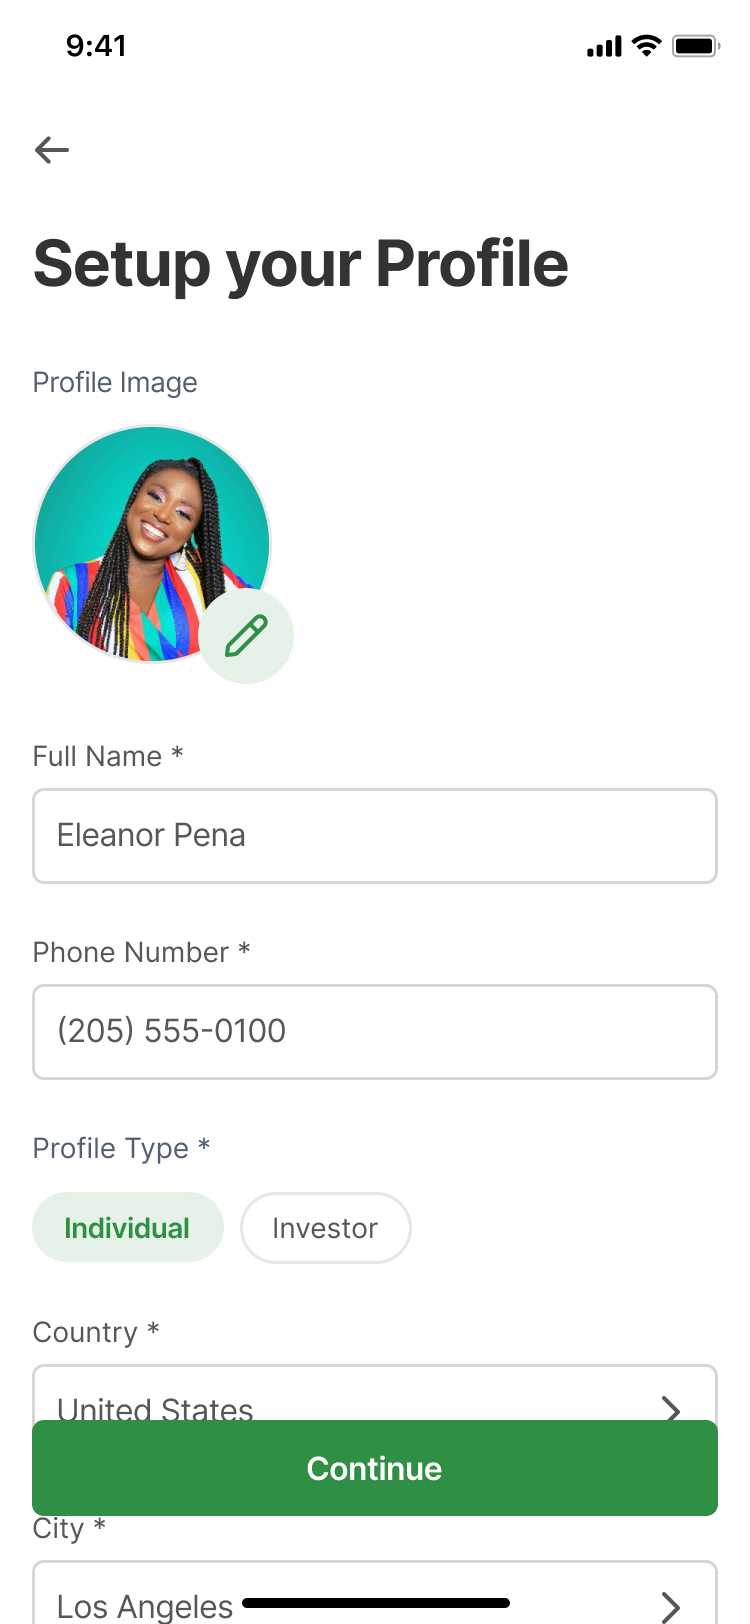 9:41
Setup your Profile
Profile Image
Full Name *
Eleanor Pena
Phone Number *
(205) 555-0100
Profile Type *
Individual
Investor
Country *
United States
Continue
City *
Los Angeles